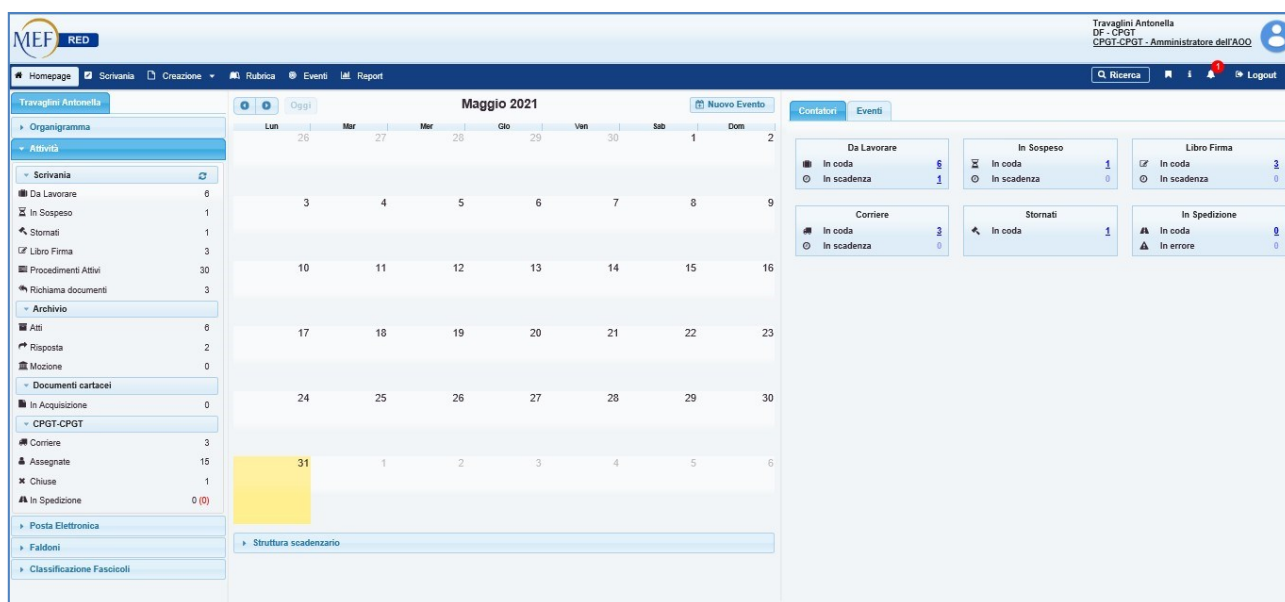 Travaglini Antonella
DF - CPGT
CPGT-CPGT - Amministratore dell'AOO
MEF RED
Homepage Scrivania Creazione Rubrica Eventi Report
Ricerca i Logout
Travaglini Antonella
Organigramma
Attività
Scrivania
Da Lavorare 6
In Sospeso 1
Stornati 1
Libro Firma 3
Procedimenti Attivi 30
Richiama documenti 3
Archivio
Atti 6
Risposta 2
Mozione 0
Documenti cartacei
In Acquisizione 0
CPGT-CPGT
Corriere 3
Assegnate 15
Chiuse 1
In Spedizione 0 (0)
Posta Elettronica
Faldoni
Classificazione Fascicoli
Oggi Maggio 2021 Nuovo Evento
Lun Mar Mer Gio Ven Sab Dom
26 27 28 29 30 1 2
3 4 5 6 7 8 9
10 11 12 13 14 15 16
17 18 19 20 21 22 23
24 25 26 27 28 29 30
31 1 2 3 4 5 6
Struttura scadenzario
Contatori Eventi
Da Lavorare
In coda 6
In scadenza 1
In Sospeso
In coda 1
In scadenza 0
Libro Firma
In coda 3
In scadenza 0
Corriere
In coda 3
In scadenza 0
Stornati
In coda 1
In Spedizione
In coda 0
In errore 0